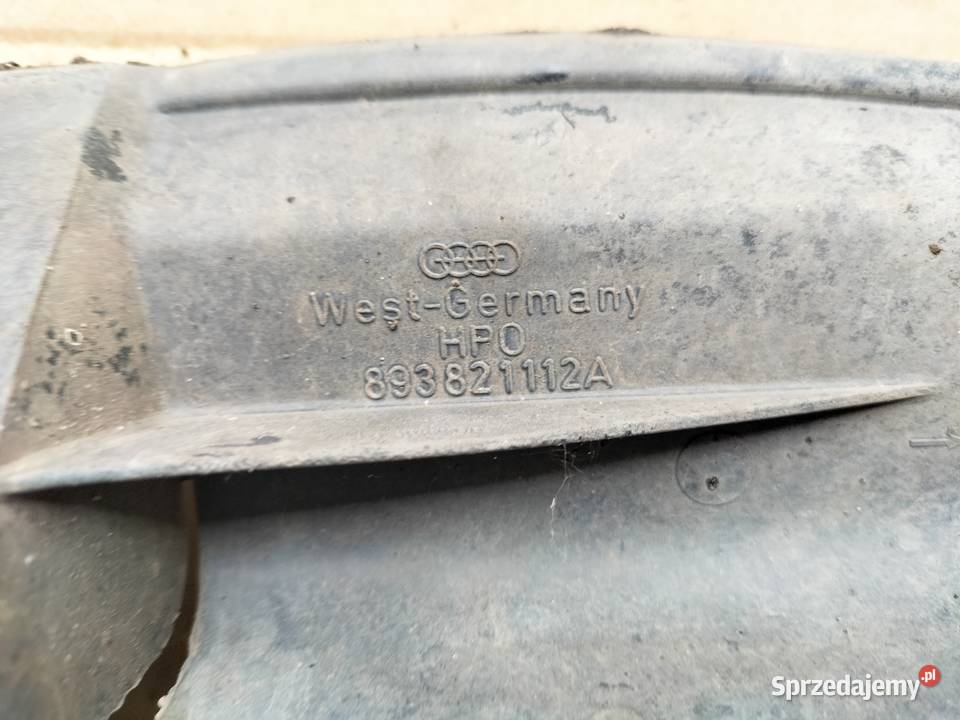 West-Germany
HPO
893821112A
Sprzedajemy.pl